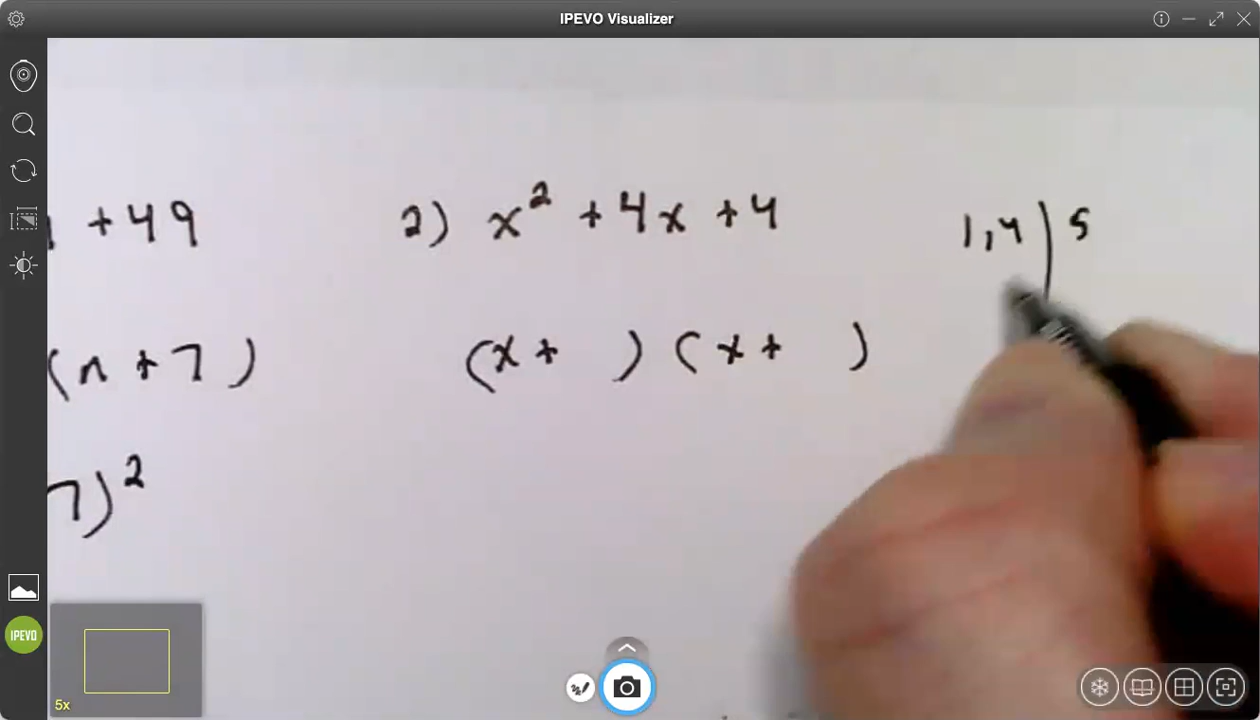 IPEVO Visualizer
+49
2) x² + 4x + 4
1,4 | 5
(n + 7)
(x + ) (x + )
7)²
IPEVO
5x